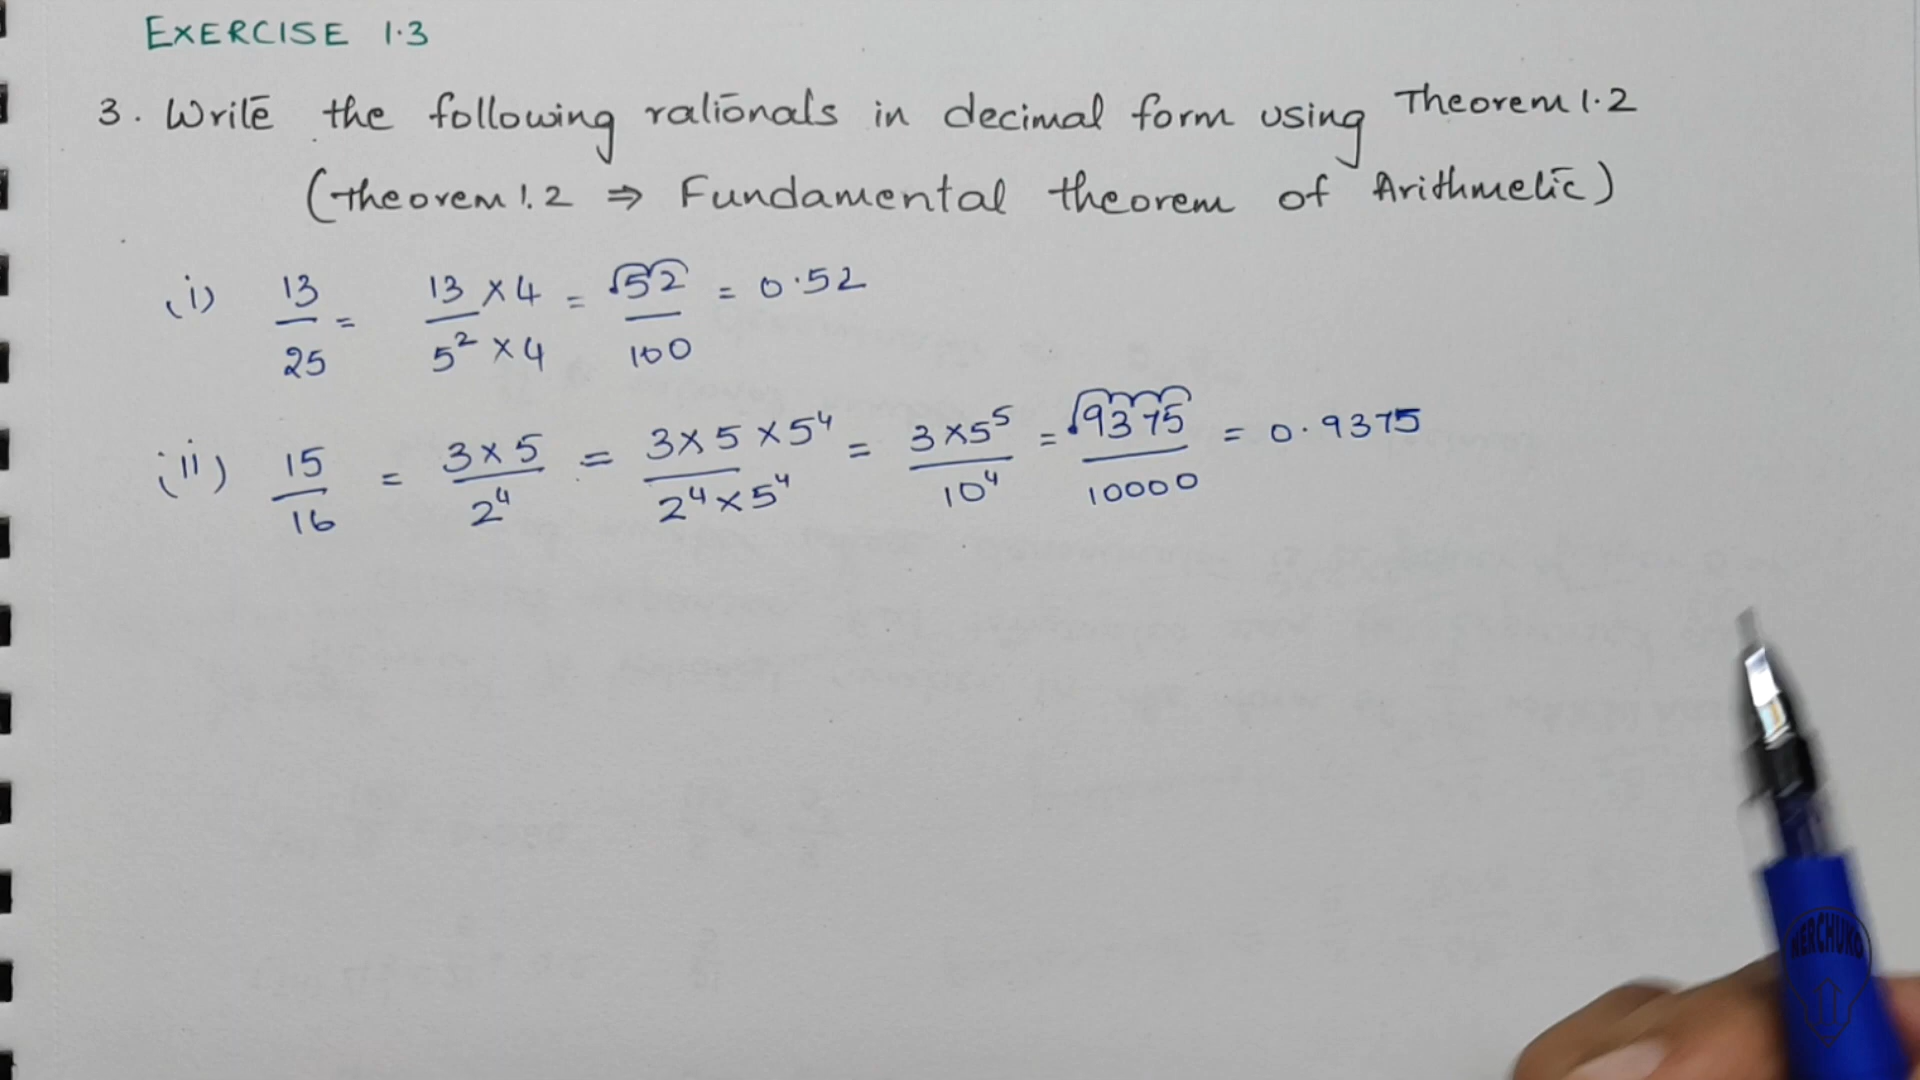 EXERCISE 1.3
3. Write the following rationals in decimal form using Theorem 1.2
(theorem 1.2 ⇒ Fundamental theorem of Arithmetic)
(i) 13/25 = 13 × 4 / 5² × 4 = 52/100 = 0.52
(ii) 15/16 = 3 × 5 / 2⁴ = 3 × 5 × 5⁴ / 2⁴ × 5⁴ = 3 × 5⁵ / 10⁴ = 9375/10000 = 0.9375
NERCHUKO